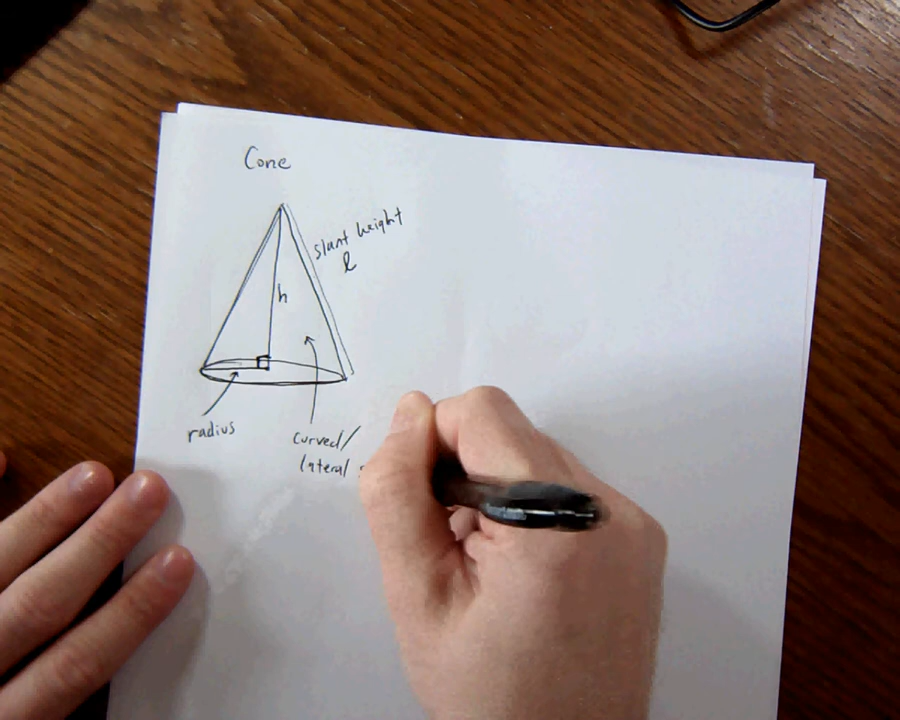 Cone
slant height
l
h
radius
curved/
lateral